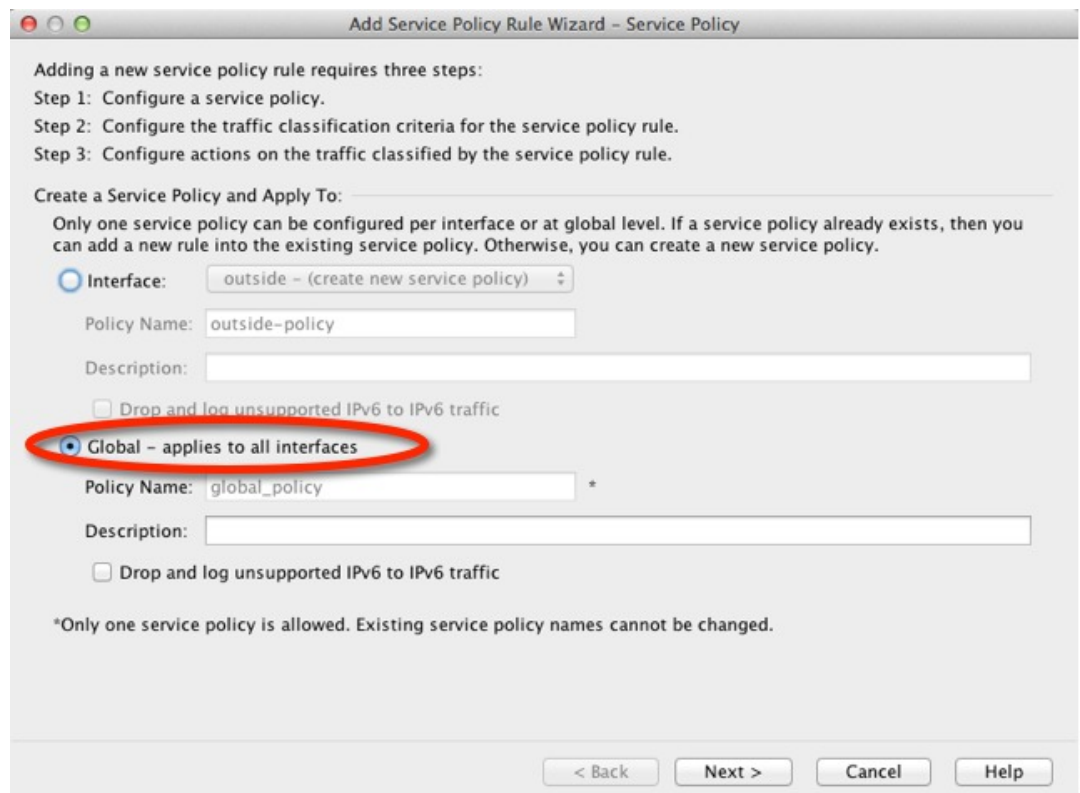 Add Service Policy Rule Wizard – Service Policy
Adding a new service policy rule requires three steps:
Step 1: Configure a service policy.
Step 2: Configure the traffic classification criteria for the service policy rule.
Step 3: Configure actions on the traffic classified by the service policy rule.
Create a Service Policy and Apply To:
Only one service policy can be configured per interface or at global level. If a service policy already exists, then you
can add a new rule into the existing service policy. Otherwise, you can create a new service policy.
Interface: outside – (create new service policy)
Policy Name: outside-policy
Description:
Drop and log unsupported IPv6 to IPv6 traffic
Global – applies to all interfaces
Policy Name: global_policy *
Description:
Drop and log unsupported IPv6 to IPv6 traffic
*Only one service policy is allowed. Existing service policy names cannot be changed.
< Back Next > Cancel Help